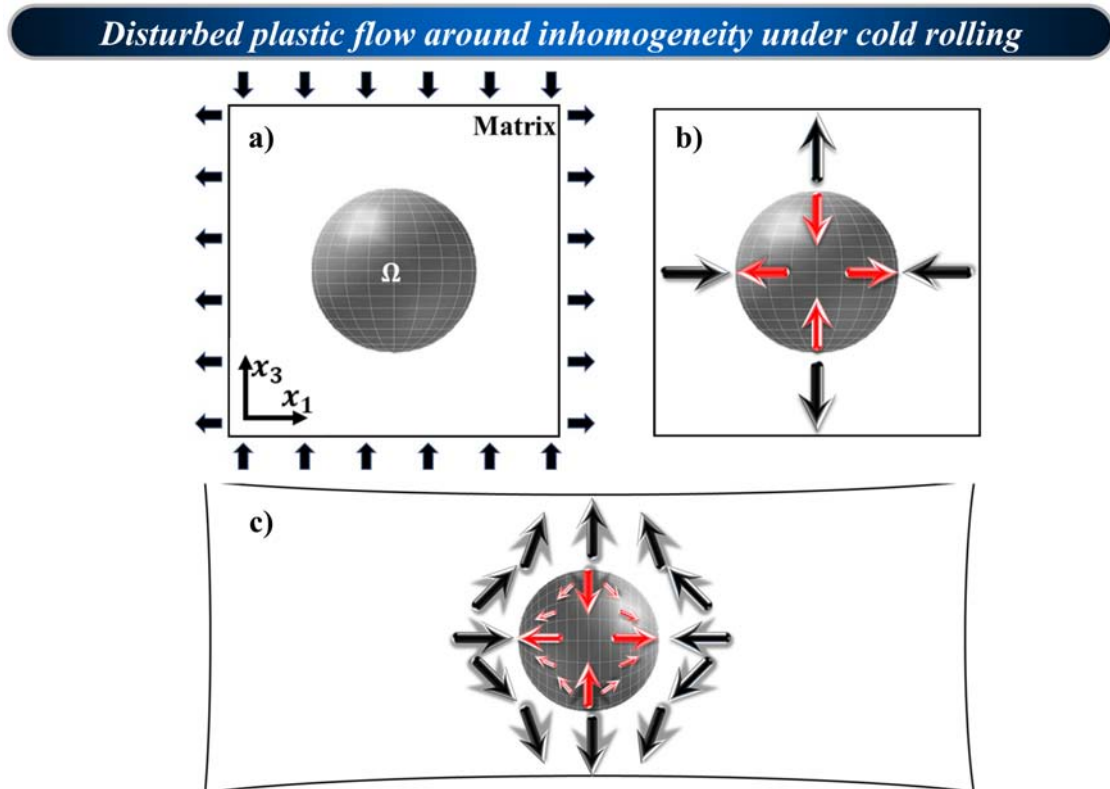 Disturbed plastic flow around inhomogeneity under cold rolling
a)
Matrix
Ω
x₃
x₁
b)
c)